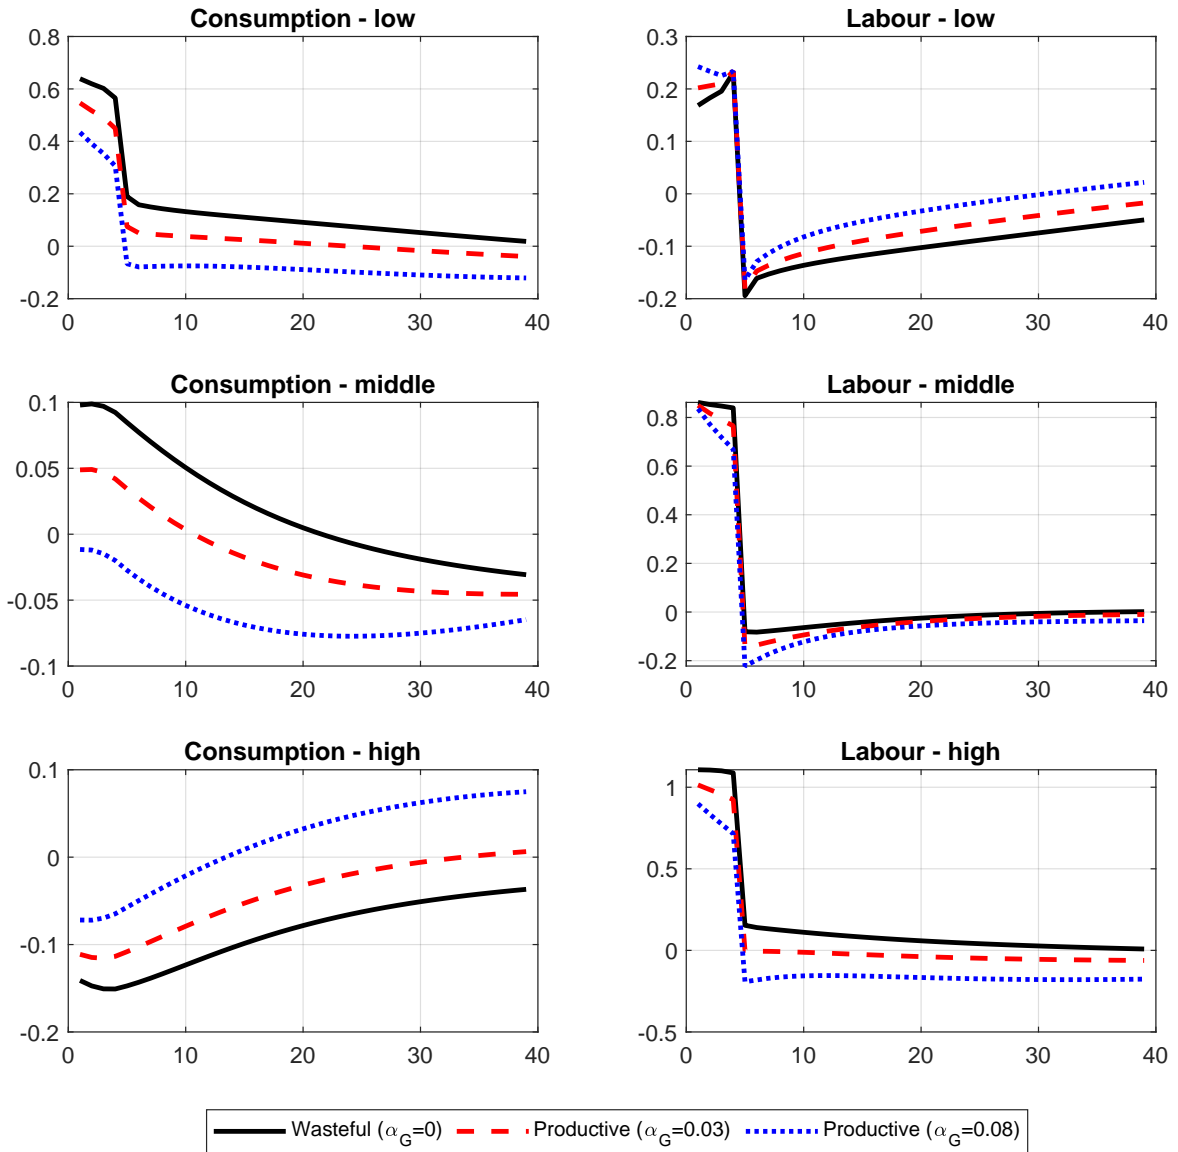 Consumption - low
0.8
0.6
0.4
0.2
0
-0.2
0 10 20 30 40
Labour - low
0.3
0.2
0.1
0
-0.1
-0.2
0 10 20 30 40
Consumption - middle
0.1
0.05
0
-0.05
-0.1
0 10 20 30 40
Labour - middle
0.8
0.6
0.4
0.2
0
-0.2
0 10 20 30 40
Consumption - high
0.1
0
-0.1
-0.2
0 10 20 30 40
Labour - high
1
0.5
0
-0.5
0 10 20 30 40
Wasteful (α_G=0) Productive (α_G=0.03) Productive (α_G=0.08)